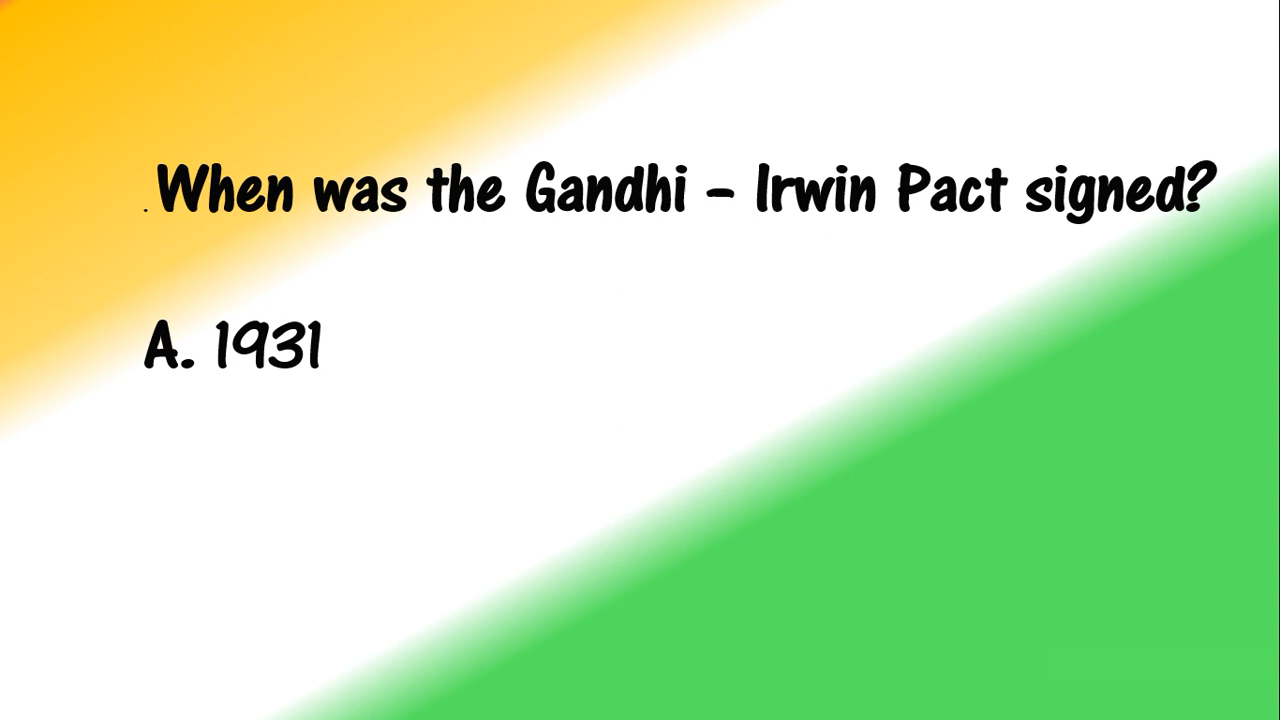 . When was the Gandhi – Irwin Pact signed?
A. 1931